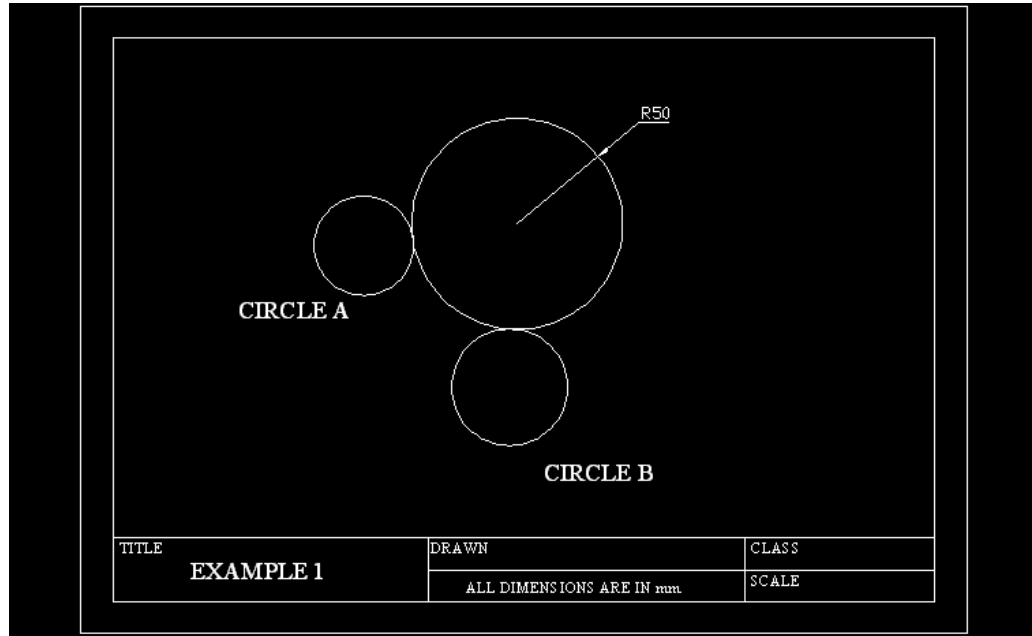 R50
CIRCLE A
CIRCLE B
TITLE
EXAMPLE 1
DRAWN
ALL DIMENSIONS ARE IN mm
CLASS
SCALE